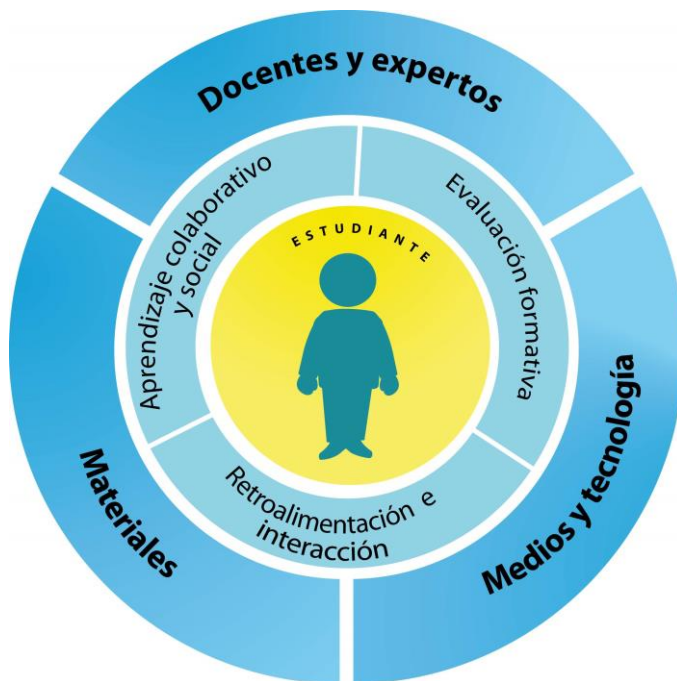 Docentes y expertos
Aprendizaje colaborativo
y social
Evaluación formativa
ESTUDIANTE
Retroalimentación e
interacción
Materiales
Medios y tecnología